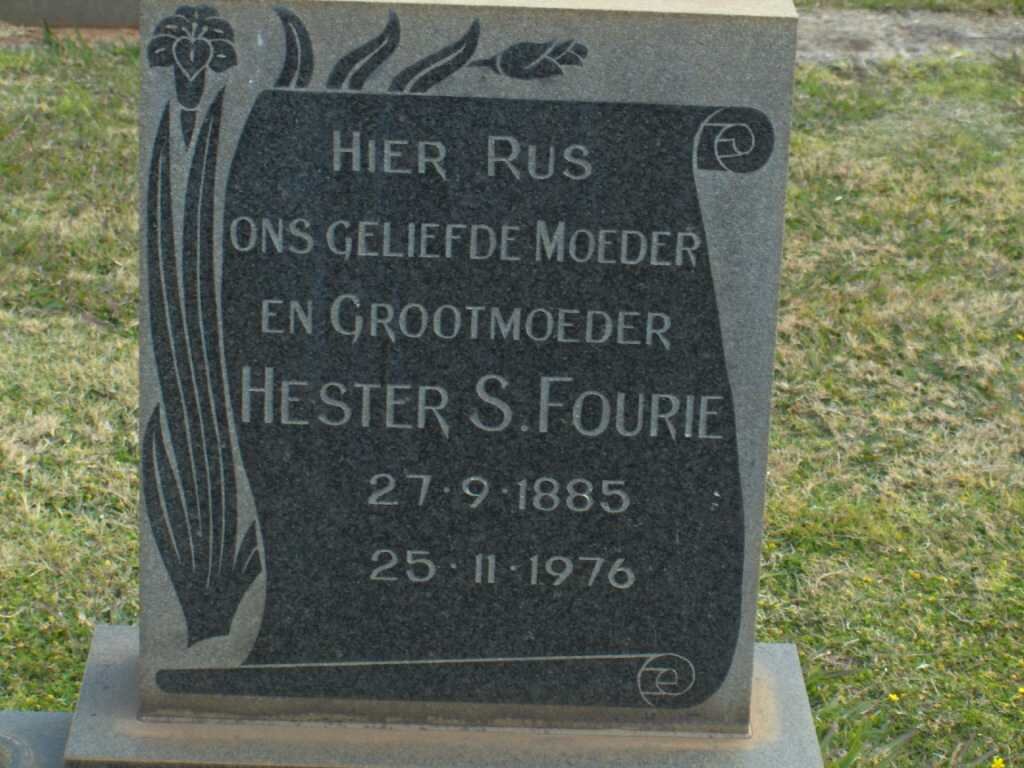 HIER RUS
ONS GELIEFDE MOEDER
EN GROOTMOEDER
HESTER S. FOURIE
27·9·1885
25·11·1976